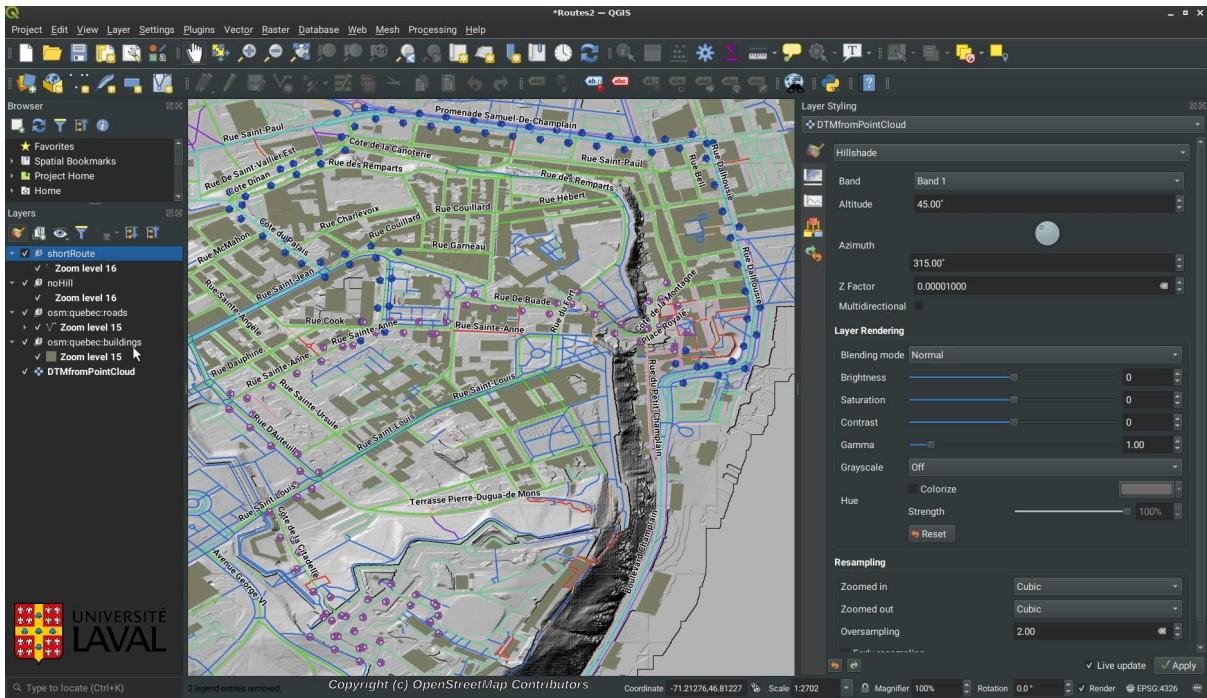 *Routes2 — QGIS
Project Edit View Layer Settings Plugins Vector Raster Database Web Mesh Processing Help
Browser
Favorites
Spatial Bookmarks
Project Home
Home
Layers
shortRoute
Zoom level 16
noHill
Zoom level 16
osm:quebec:roads
Zoom level 15
osm:quebec:buildings
Zoom level 15
DTMfromPointCloud
UNIVERSITÉ
LAVAL
Promenade Samuel-De-Champlain
Rue Saint-Paul
Côte de la Canoterie
Rue Saint-Paul
Rue De Saint-Vallier Est
Rue des Remparts
Rue des Remparts
Rue Bell
Rue Dalhousie
Côte Dinan
Rue Hébert
Rue Charlevoix
Rue Couillard
Rue Couillard
Côte du Palais
Rue McMahon
Rue Garneau
Rue Saint-Jean
Rue Dalhousie
Côte de la Montagne
Rue De Buade
Rue du Fort
Rue Sainte-Angèle
Rue Cook
Rue Sainte-Anne
Rue Sainte-Anne
Place Royale
Rue Dauphine
Rue Sainte-Anne
Rue Saint-Louis
Rue du Petit Champlain
Rue Sainte-Ursule
Rue D'Auteuil
Rue Saint-Louis
Rue Saint-Louis
Terrasse Pierre-Dugua-de Mons
Côte de la Citadelle
Avenue George-VI
Boulevard Champlain
Layer Styling
DTMfromPointCloud
Hillshade
Band Band 1
Altitude 45.00°
Azimuth
315.00°
Z Factor 0.00001000
Multidirectional
Layer Rendering
Blending mode Normal
Brightness 0
Saturation 0
Contrast 0
Gamma 1.00
Grayscale Off
Hue
Colorize
Strength 100%
Reset
Resampling
Zoomed in Cubic
Zoomed out Cubic
Oversampling 2.00
Live update Apply
Type to locate (Ctrl+K)
2 legend entries removed.
Copyright (c) OpenStreetMap Contributors
Coordinate -71.21276,46.81227 Scale 1:2702 Magnifier 100% Rotation 0.0° Render EPSG:4326